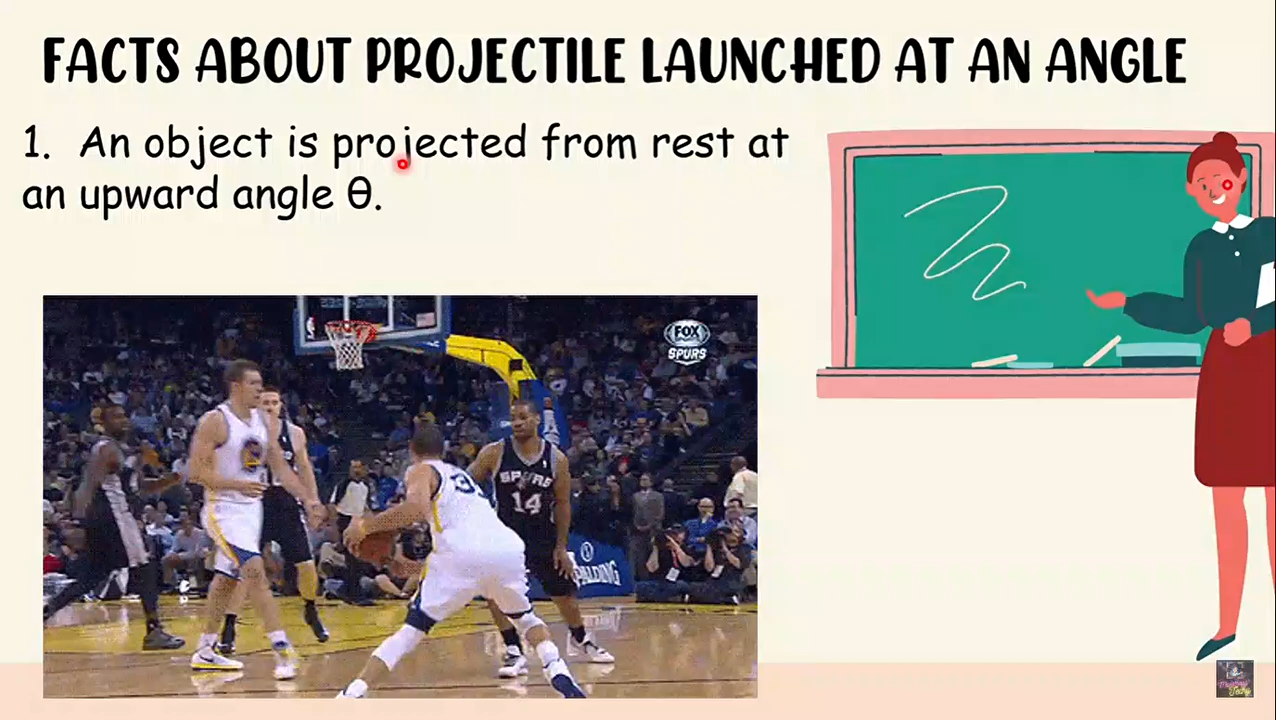 FACTS ABOUT PROJECTILE LAUNCHED AT AN ANGLE
1. An object is projected from rest at
an upward angle θ.
FOX
SPURS
SPURS
14
SPALDING